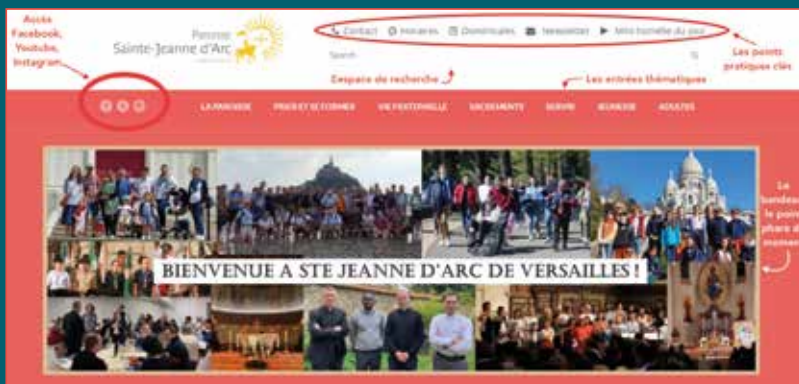 Accès
Facebook,
Youtube,
Instagram
Paroisse
Sainte-Jeanne d'Arc
Contact Horaires Dominicales Newsletter Mini homélie du jour
Search
Les points
pratiques clés
L'espace de recherche
Les entrées thématiques
LA PAROISSE PRIER ET SE FORMER VIE FRATERNELLE SACREMENTS SERVIR JEUNESSE ADULTES
Le
bandeau
le point
phare du
moment
BIENVENUE A STE JEANNE D'ARC DE VERSAILLES !